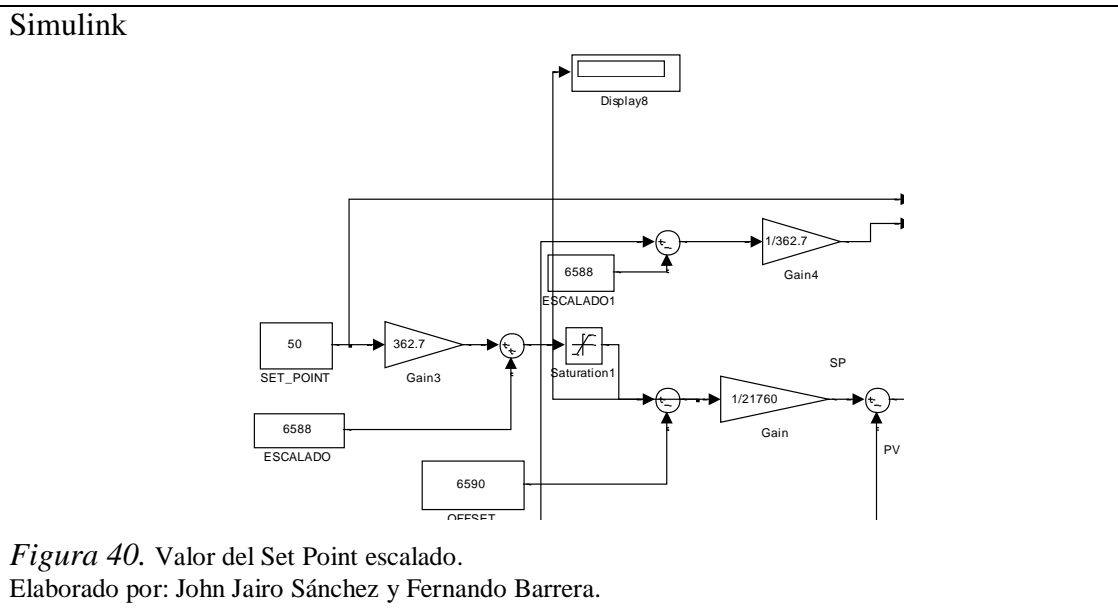 Simulink
Display8
1/362.7
Gain4
6588
ESCALADO1
50
SET_POINT
362.7
Gain3
Saturation1
SP
1/21760
Gain
6588
ESCALADO
PV
6590
OFFSET
Figura 40. Valor del Set Point escalado.
Elaborado por: John Jairo Sánchez y Fernando Barrera.